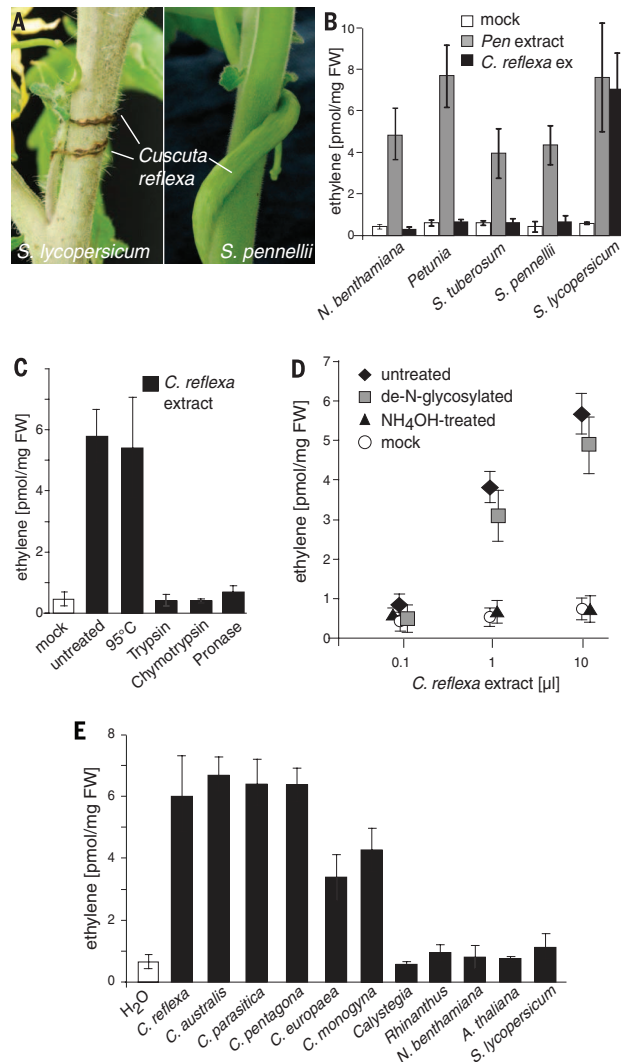 A
Cuscuta
reflexa
S. lycopersicum
S. pennellii
B
mock
Pen extract
C. reflexa ex
ethylene [pmol/mg FW]
10
8
6
4
2
0
N. benthamiana
Petunia
S. tuberosum
S. pennellii
S. lycopersicum
C
C. reflexa
extract
ethylene [pmol/mg FW]
6
4
2
0
mock
untreated
95°C
Trypsin
Chymotrypsin
Pronase
D
untreated
de-N-glycosylated
NH4OH-treated
mock
ethylene [pmol/mg FW]
7
6
5
4
3
2
1
0
0.1
1
10
C. reflexa extract [µl]
E
ethylene [pmol/mg FW]
8
6
4
2
0
H2O
C. reflexa
C. australis
C. parasitica
C. pentagona
C. europaea
C. monogyna
Calystegia
Rhinanthus
N. benthamiana
A. thaliana
S. lycopersicum